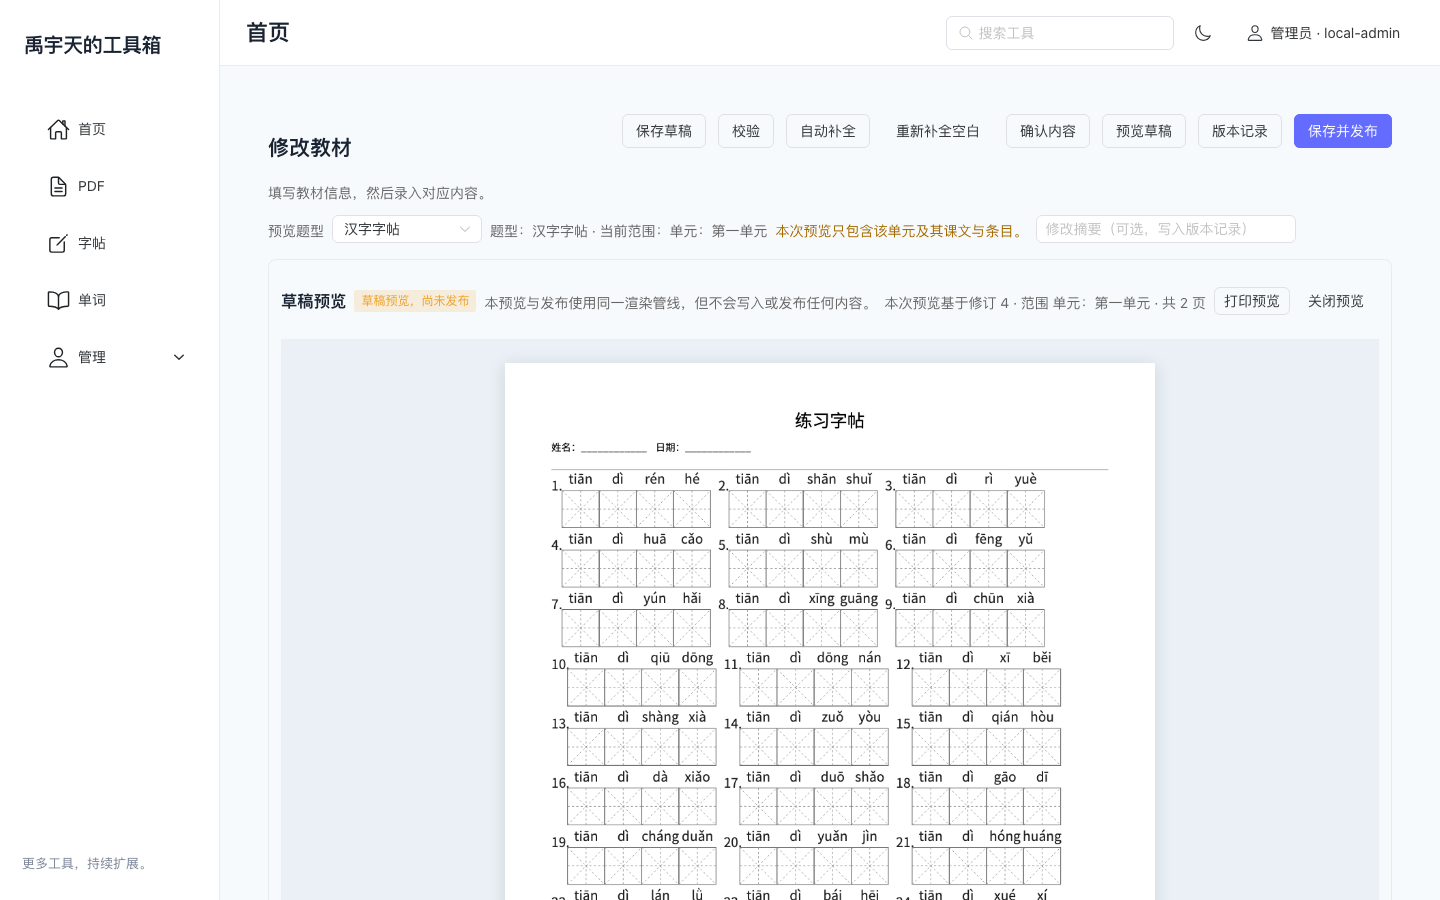 禹宇天的工具箱
首页
PDF
字帖
单词
管理
更多工具，持续扩展。
首页
搜索工具
管理员 · local-admin
修改教材
保存草稿
校验
自动补全
重新补全空白
确认内容
预览草稿
版本记录
保存并发布
填写教材信息，然后录入对应内容。
预览题型 汉字字帖 题型：汉字字帖 · 当前范围：单元：第一单元 本次预览只包含该单元及其课文与条目。 修改摘要（可选，写入版本记录）
草稿预览 草稿预览，尚未发布 本预览与发布使用同一渲染管线，但不会写入或发布任何内容。 本次预览基于修订 4 · 范围 单元：第一单元 · 共 2 页 打印预览 关闭预览
练习字帖
姓名：____________ 日期：____________
1. tiān dì rén hé 2. tiān dì shān shuǐ 3. tiān dì rì yuè
4. tiān dì huā cǎo 5. tiān dì shù mù 6. tiān dì fēng yǔ
7. tiān dì yún hǎi 8. tiān dì xīng guāng 9. tiān dì chūn xià
10. tiān dì qiū dōng 11. tiān dì dōng nán 12. tiān dì xī běi
13. tiān dì shàng xià 14. tiān dì zuǒ yòu 15. tiān dì qián hòu
16. tiān dì dà xiǎo 17. tiān dì duō shǎo 18. tiān dì gāo dī
19. tiān dì cháng duǎn 20. tiān dì yuǎn jìn 21. tiān dì hóng huáng
tiān dì lán lǜ tiān dì bái hēi tiān dì xué xí